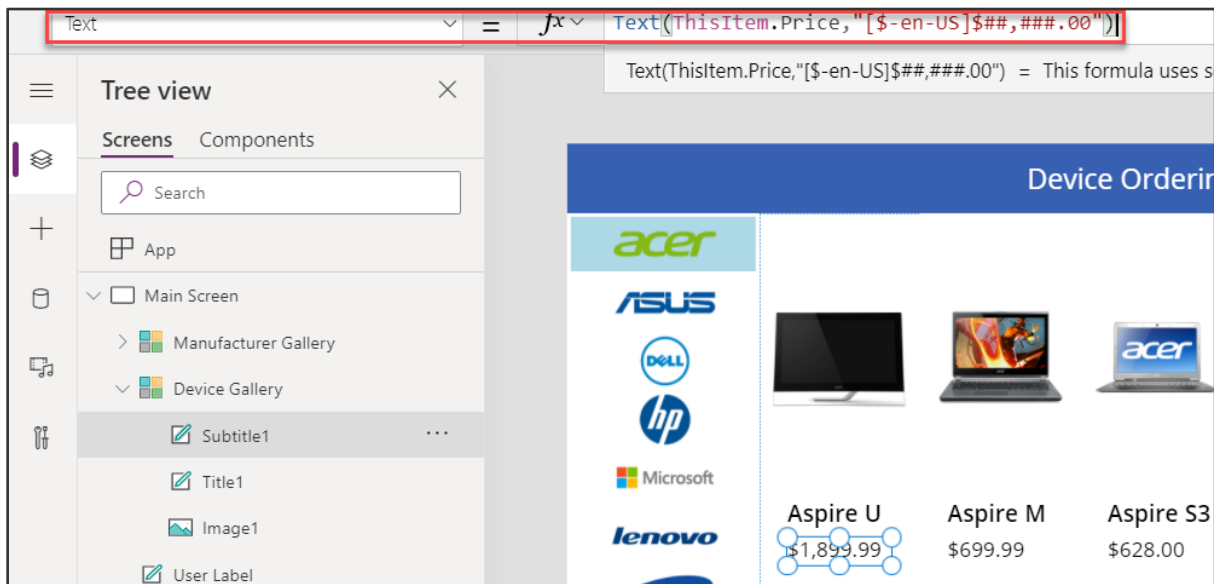 Text = fx Text(ThisItem.Price,"[$-en-US]$##,###.00")
Text(ThisItem.Price,"[$-en-US]$##,###.00") = This formula uses
Tree view
Screens Components
Search
App
Main Screen
Manufacturer Gallery
Device Gallery
Subtitle1
Title1
Image1
User Label
Device
acer
ASUS
DELL
hp
Microsoft
lenovo
acer
Aspire U Aspire M Aspire S3
$1,899.99 $699.99 $628.00